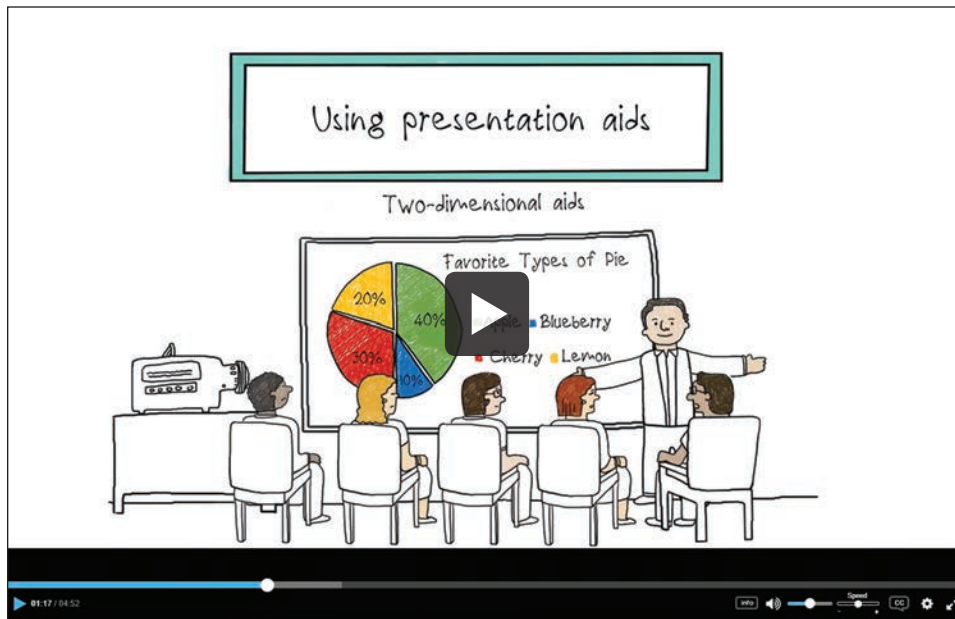 Using presentation aids
Two-dimensional aids
Favorite Types of Pie
20%
40%
Apple Blueberry
30%
Cherry Lemon
10%
01:17 / 04:52
info
Speed
- +
CC